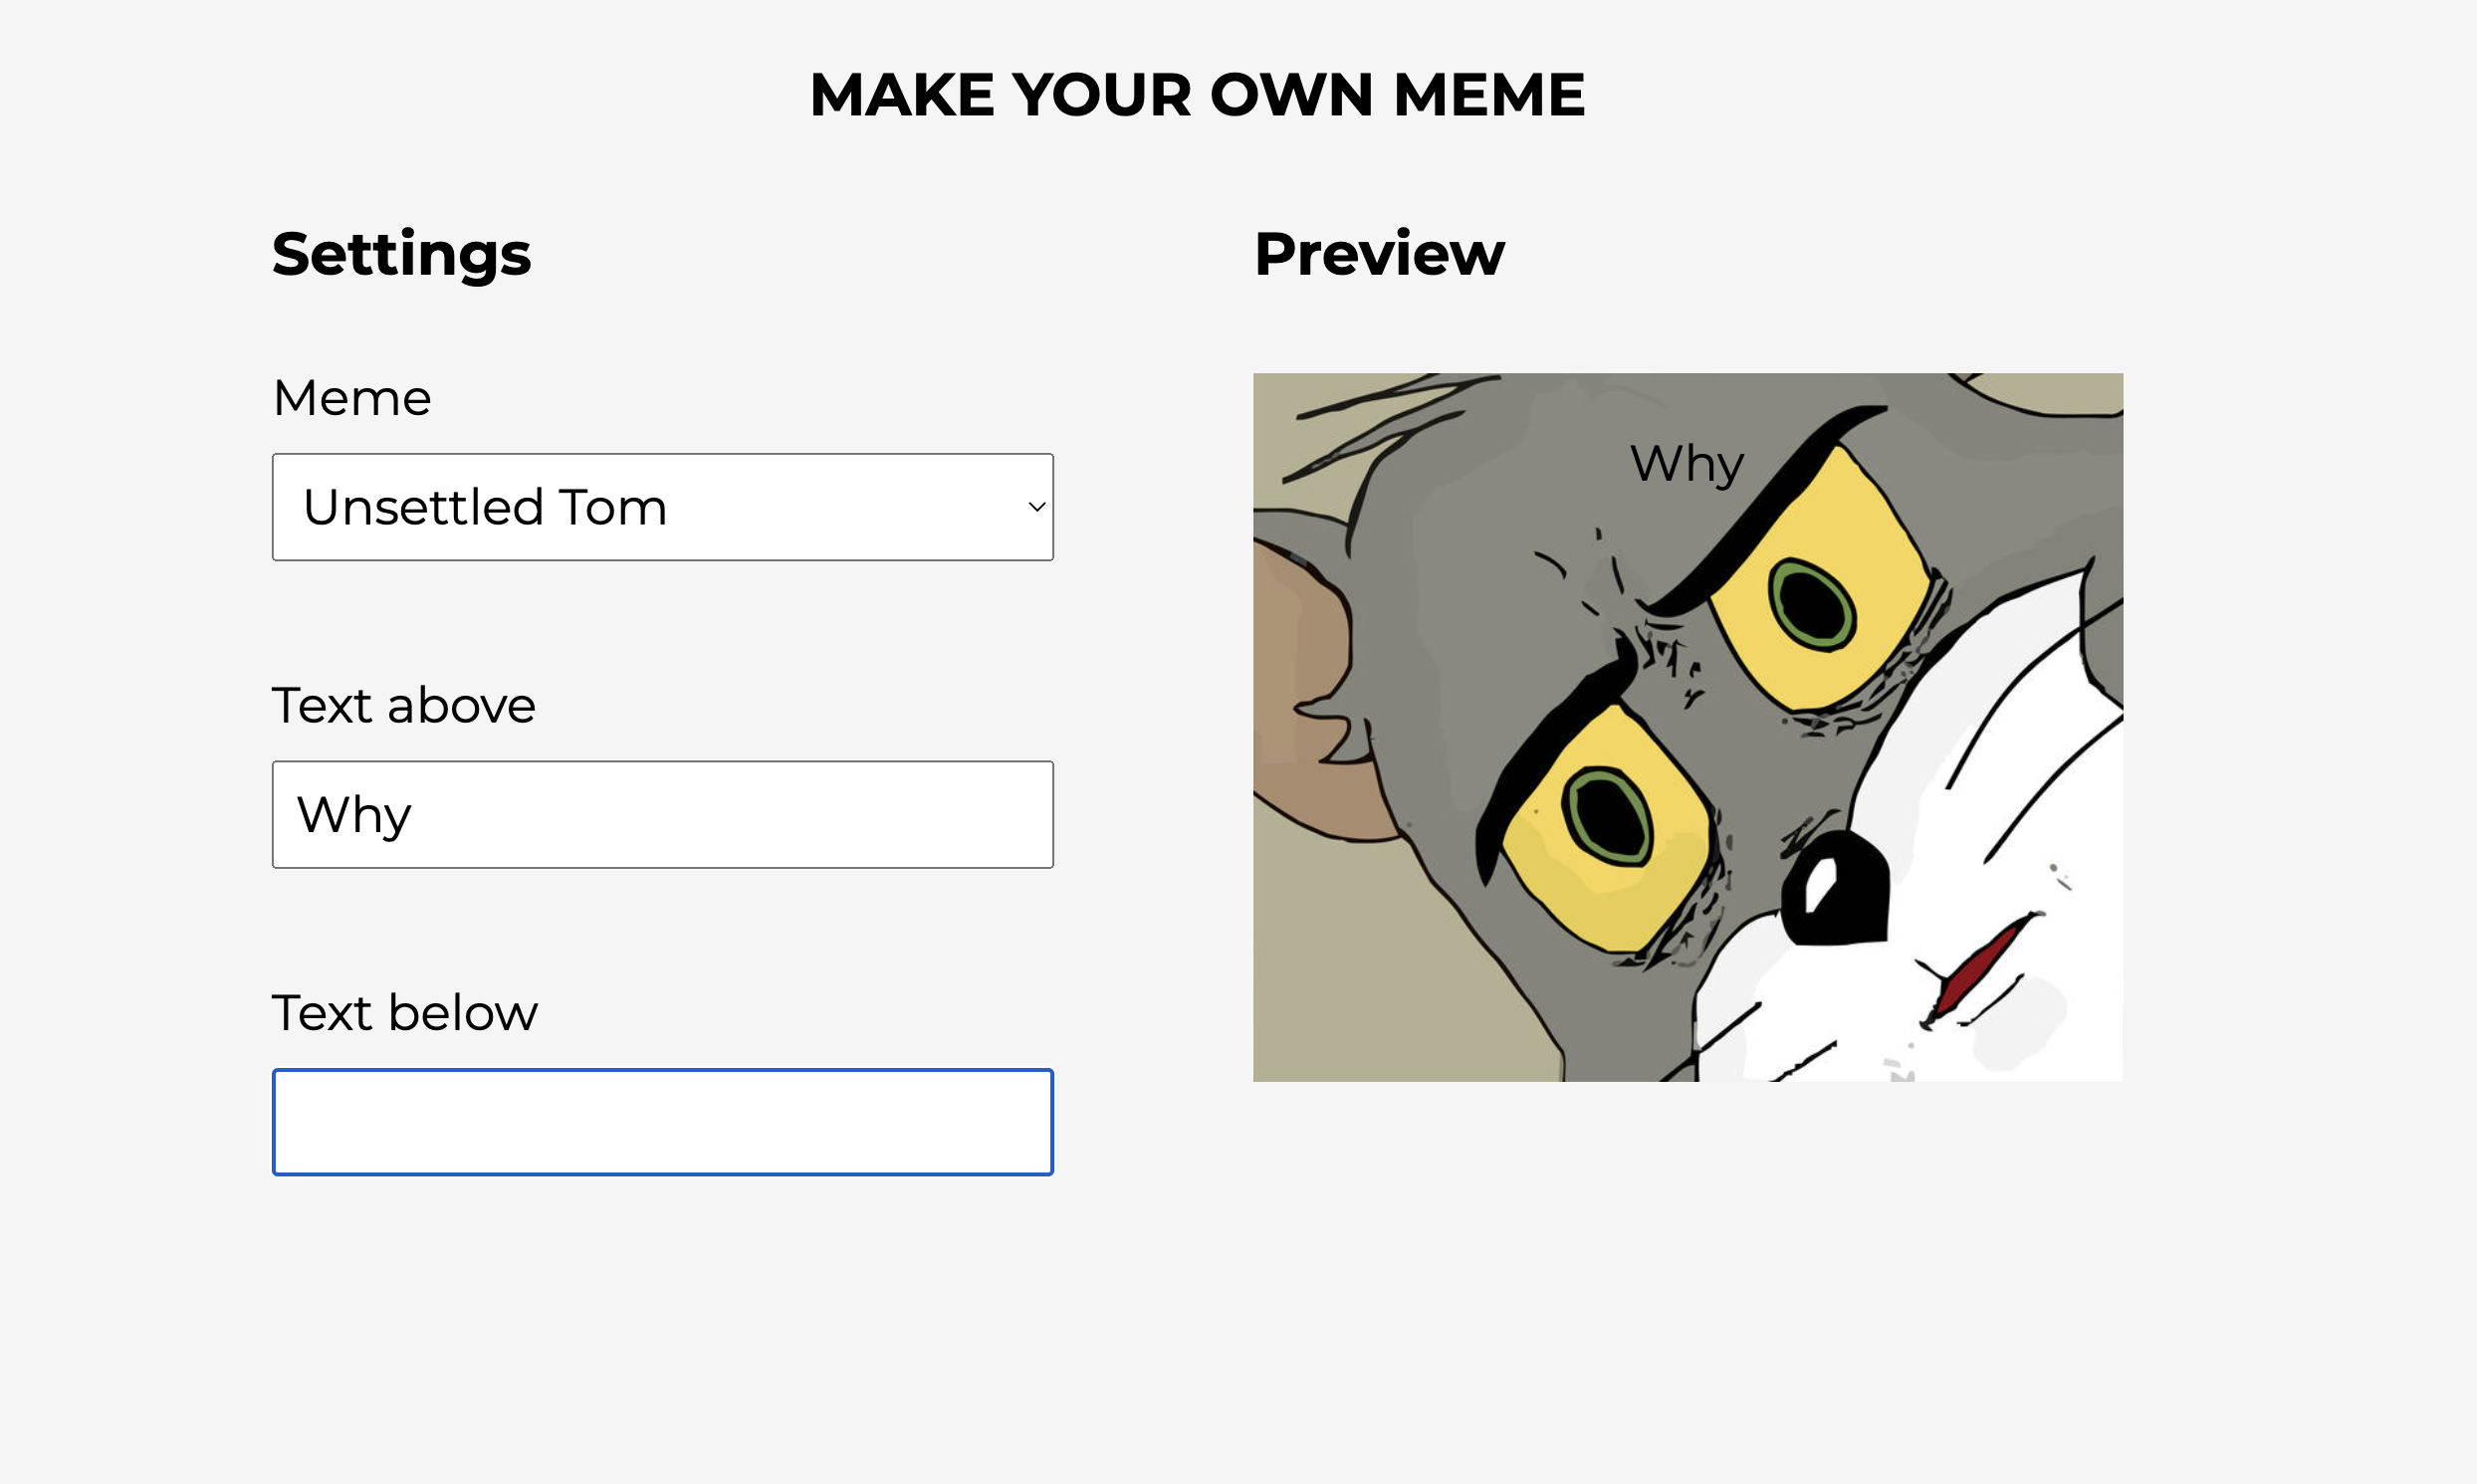 MAKE YOUR OWN MEME
Settings
Meme
Unsettled Tom
Text above
Why
Text below
Preview
Why